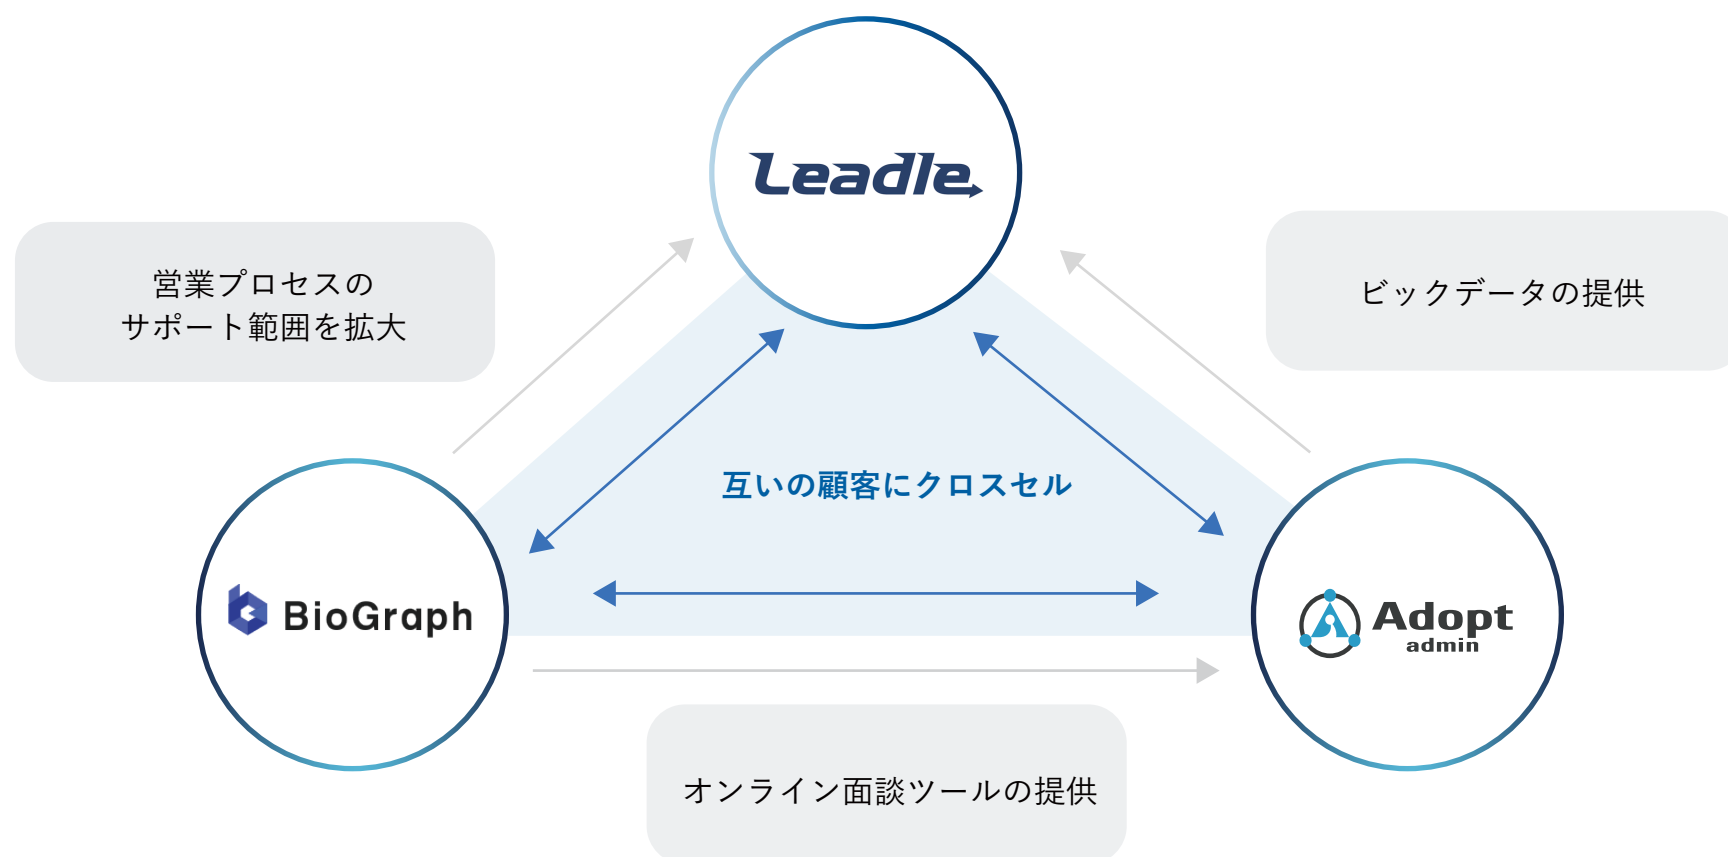 Leadle
営業プロセスの
サポート範囲を拡大
ビックデータの提供
互いの顧客にクロスセル
BioGraph
Adopt
admin
オンライン面談ツールの提供